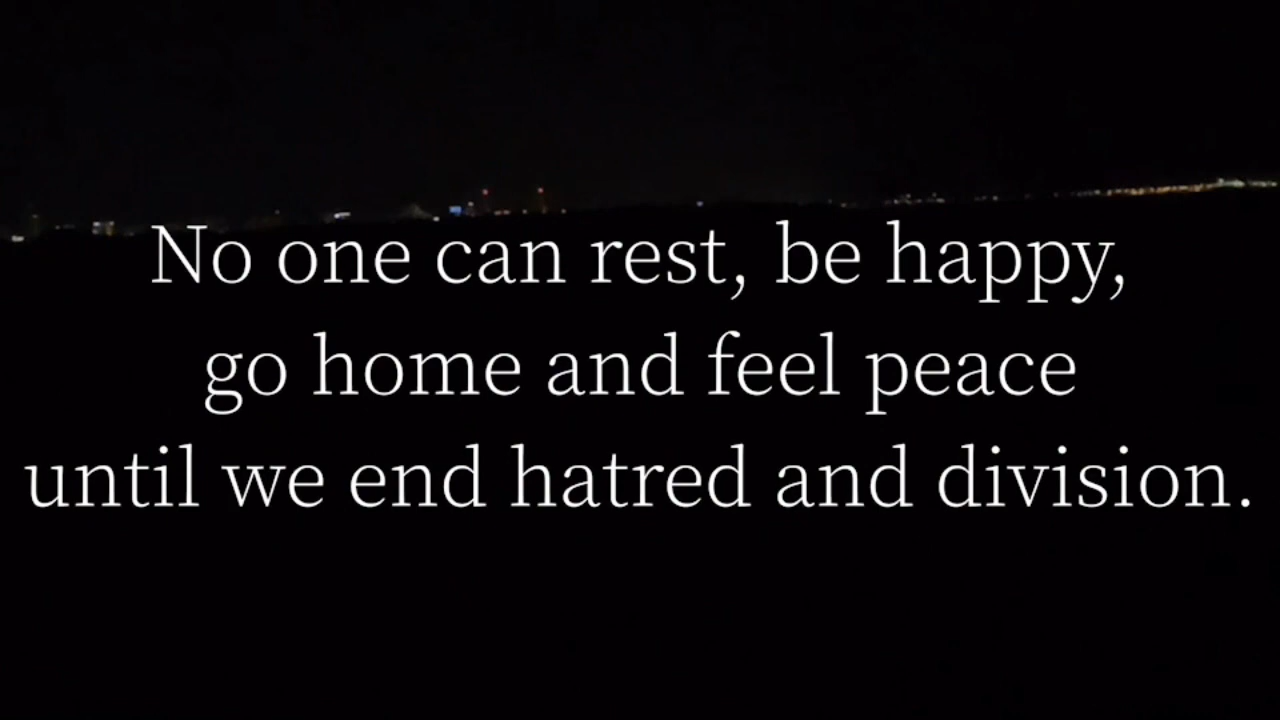 No one can rest, be happy,
go home and feel peace
until we end hatred and division.